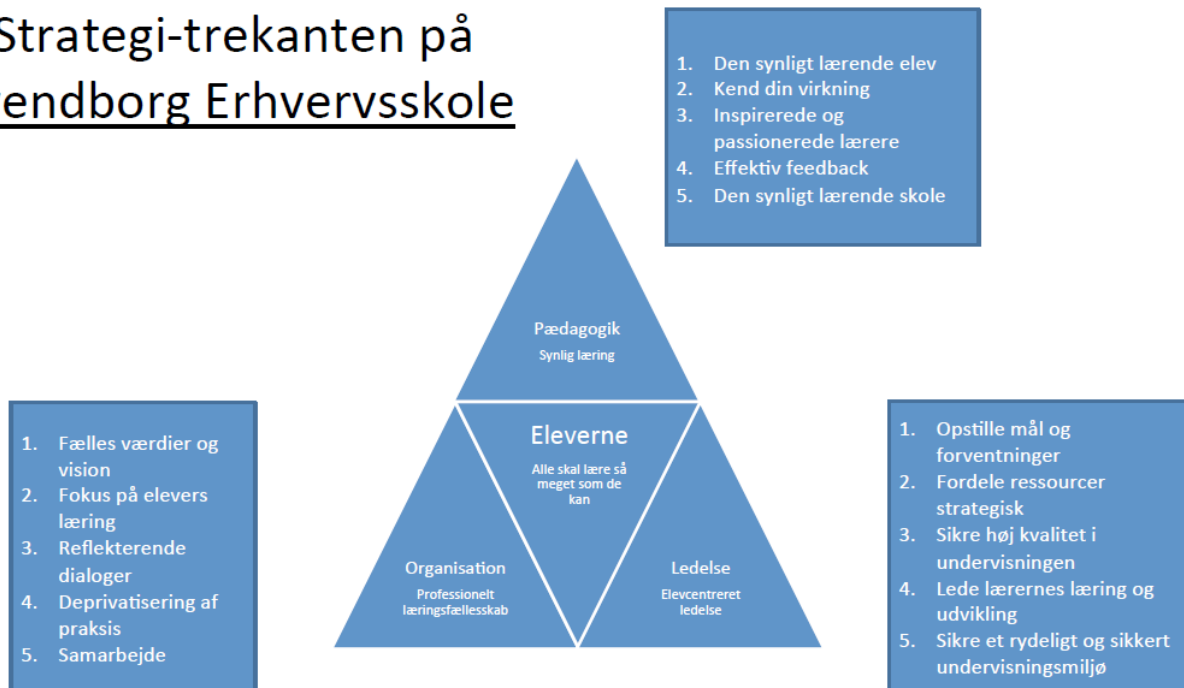 Strategi-trekanten på
endborg Erhvervsskole
1. Den synligt lærende elev
2. Kend din virkning
3. Inspirerede og
passionerede lærere
4. Effektiv feedback
5. Den synligt lærende skole
Pædagogik
Synlig læring
Eleverne
Alle skal lære så
meget som de
kan
Organisation
Professionelt
læringsfællesskab
Ledelse
Elevcentreret
ledelse
1. Fælles værdier og
vision
2. Fokus på elevers
læring
3. Reflekterende
dialoger
4. Deprivatisering af
praksis
5. Samarbejde
1. Opstille mål og
forventninger
2. Fordele ressourcer
strategisk
3. Sikre høj kvalitet i
undervisningen
4. Lede lærernes læring og
udvikling
5. Sikre et rydeligt og sikkert
undervisningsmiljø